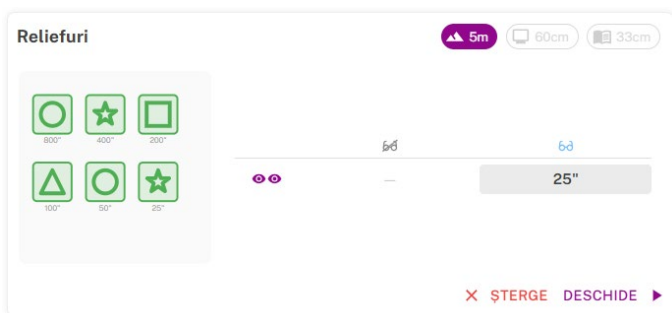 Reliefuri
5m 60cm 33cm
800" 400" 200"
100" 50" 25"
— 25"
ȘTERGE DESCHIDE